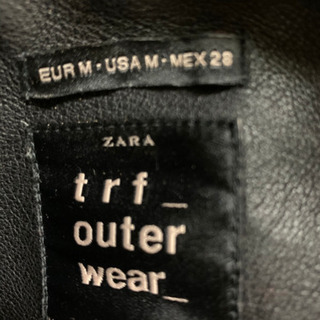 EUR M - USA M - MEX 28
ZARA
trf_
outer
wear_